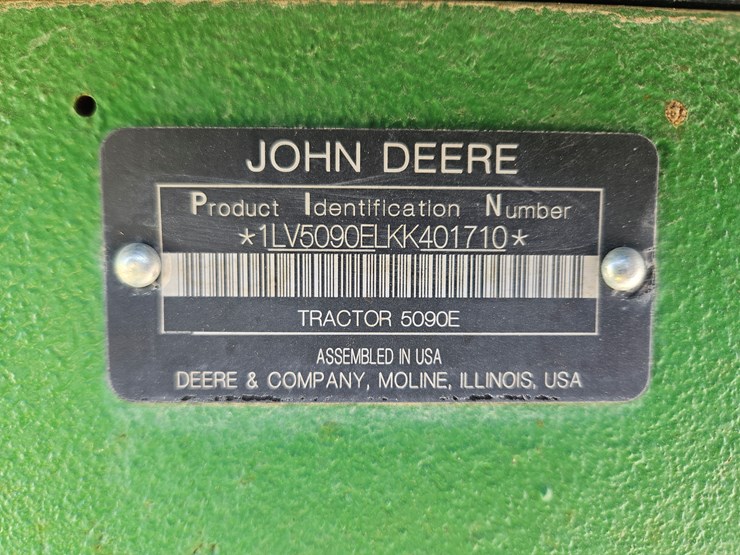 JOHN DEERE
Product Identification Number
*1LV5090ELKK401710*
TRACTOR 5090E
ASSEMBLED IN USA
DEERE & COMPANY, MOLINE, ILLINOIS, USA